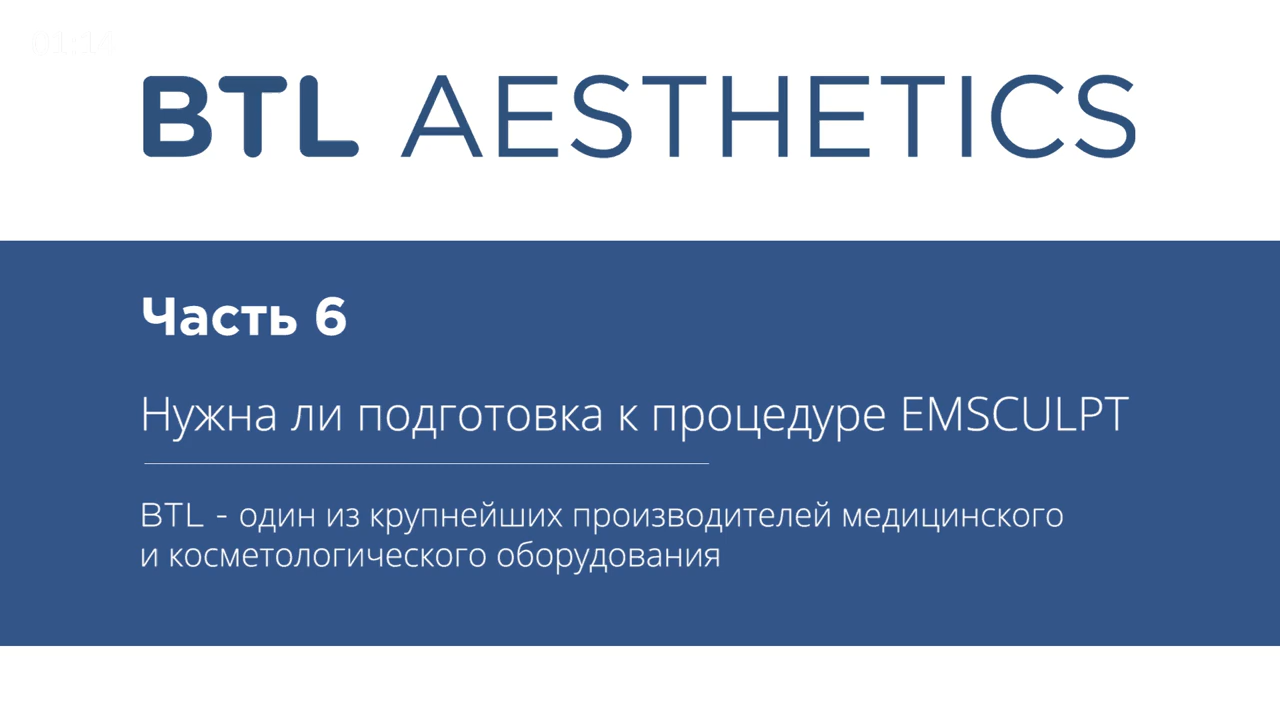 BTL AESTHETICS
Часть 6
Нужна ли подготовка к процедуре EMSCULPT
BTL - один из крупнейших производителей медицинского
и косметологического оборудования